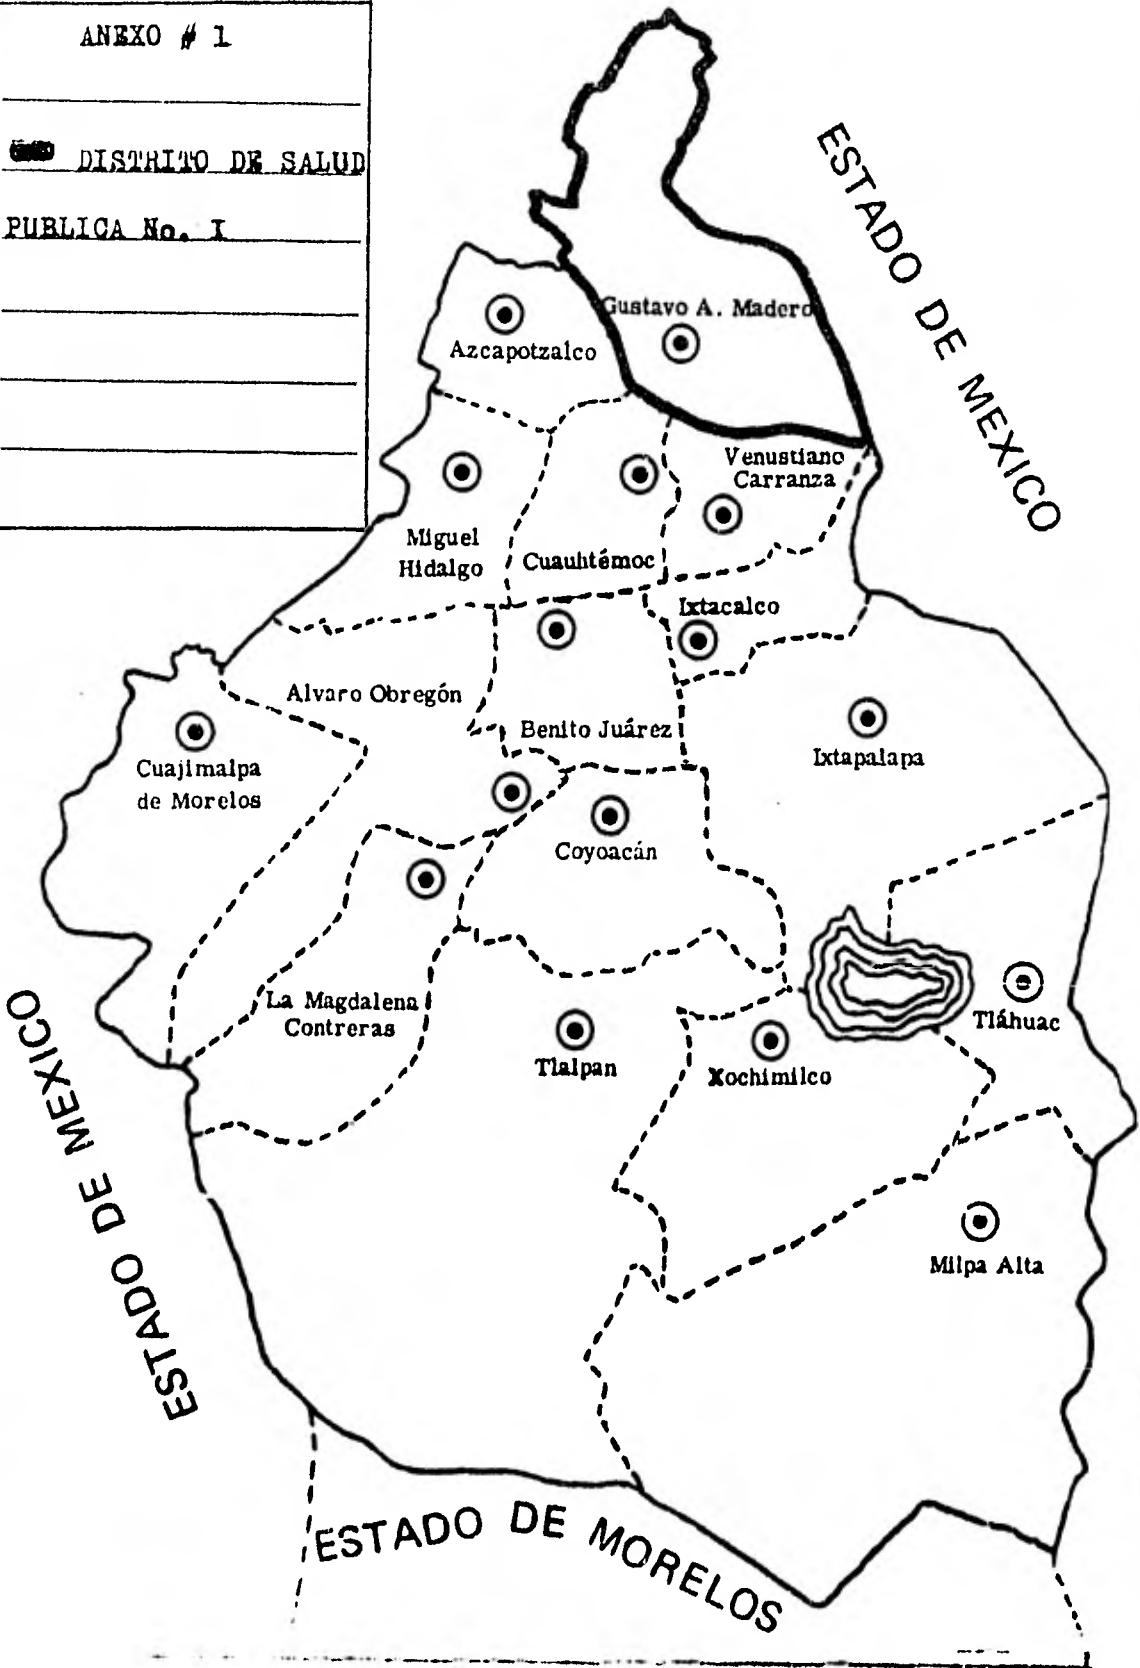 ANEXO # 1
DISTRITO DE SALUD
PUBLICA No. I
ESTADO DE MEXICO
Gustavo A. Madero
Azcapotzalco
Venustiano
Carranza
Miguel
Hidalgo
Cuauhtémoc
Ixtacalco
Alvaro Obregón
Benito Juárez
Ixtapalapa
Cuajimalpa
de Morelos
Coyoacán
La Magdalena
Contreras
Tláhuac
Tlalpan
Xochimilco
ESTADO DE MEXICO
Milpa Alta
ESTADO DE MORELOS